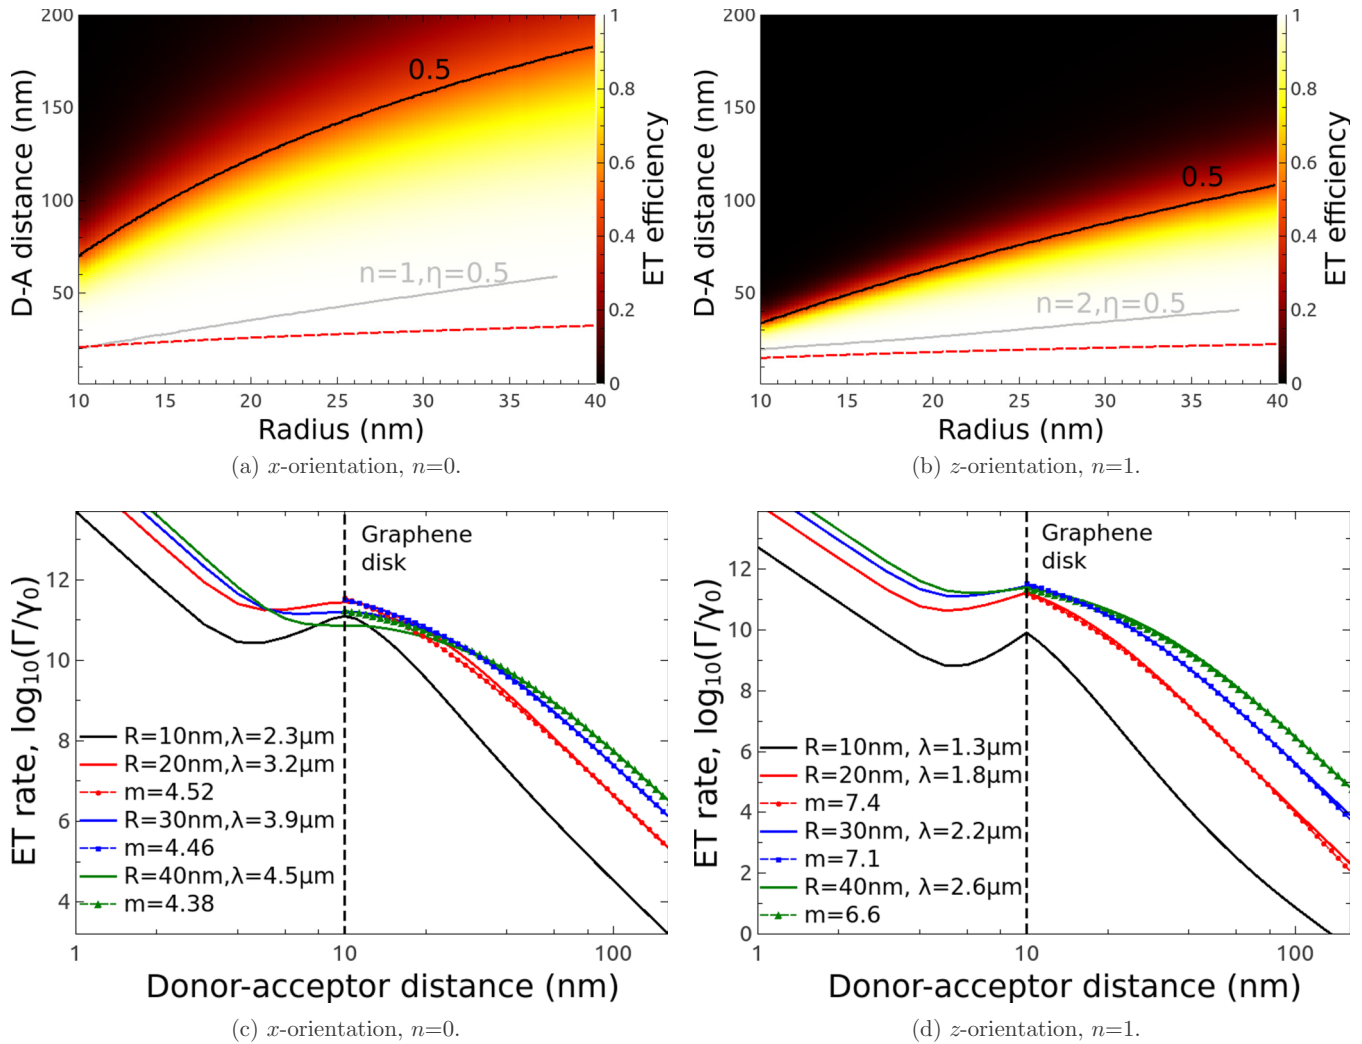 200
150
100
50
D-A distance (nm)
0.5
n=1,η=0.5
10 15 20 25 30 35 40
Radius (nm)
1
0.8
0.6
0.4
0.2
0
ET efficiency
(a) x-orientation, n=0.
200
150
100
50
D-A distance (nm)
0.5
n=2,η=0.5
10 15 20 25 30 35 40
Radius (nm)
1
0.8
0.6
0.4
0.2
0
ET efficiency
(b) z-orientation, n=1.
12
10
8
6
4
ET rate, log₁₀(Γ/γ₀)
Graphene
disk
R=10nm,λ=2.3μm
R=20nm,λ=3.2μm
m=4.52
R=30nm,λ=3.9μm
m=4.46
R=40nm,λ=4.5μm
m=4.38
1 10 100
Donor-acceptor distance (nm)
(c) x-orientation, n=0.
12
10
8
6
4
2
0
ET rate, log₁₀(Γ/γ₀)
Graphene
disk
R=10nm, λ=1.3μm
R=20nm, λ=1.8μm
m=7.4
R=30nm, λ=2.2μm
m=7.1
R=40nm, λ=2.6μm
m=6.6
1 10 100
Donor-acceptor distance (nm)
(d) z-orientation, n=1.